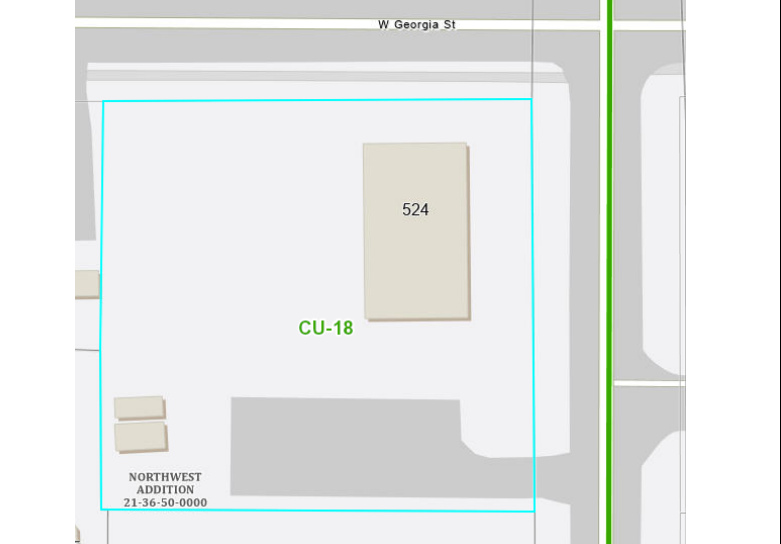 W Georgia St
524
CU-18
NORTHWEST
ADDITION
21-36-50-0000